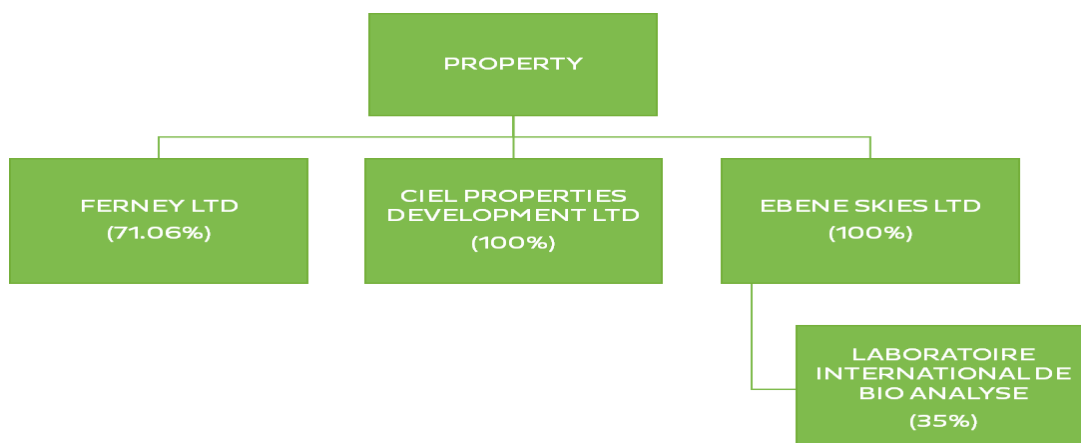 PROPERTY
FERNEY LTD
(71.06%)
CIEL PROPERTIES
DEVELOPMENT LTD
(100%)
EBENE SKIES LTD
(100%)
LABORATOIRE
INTERNATIONAL DE
BIO ANALYSE
(35%)